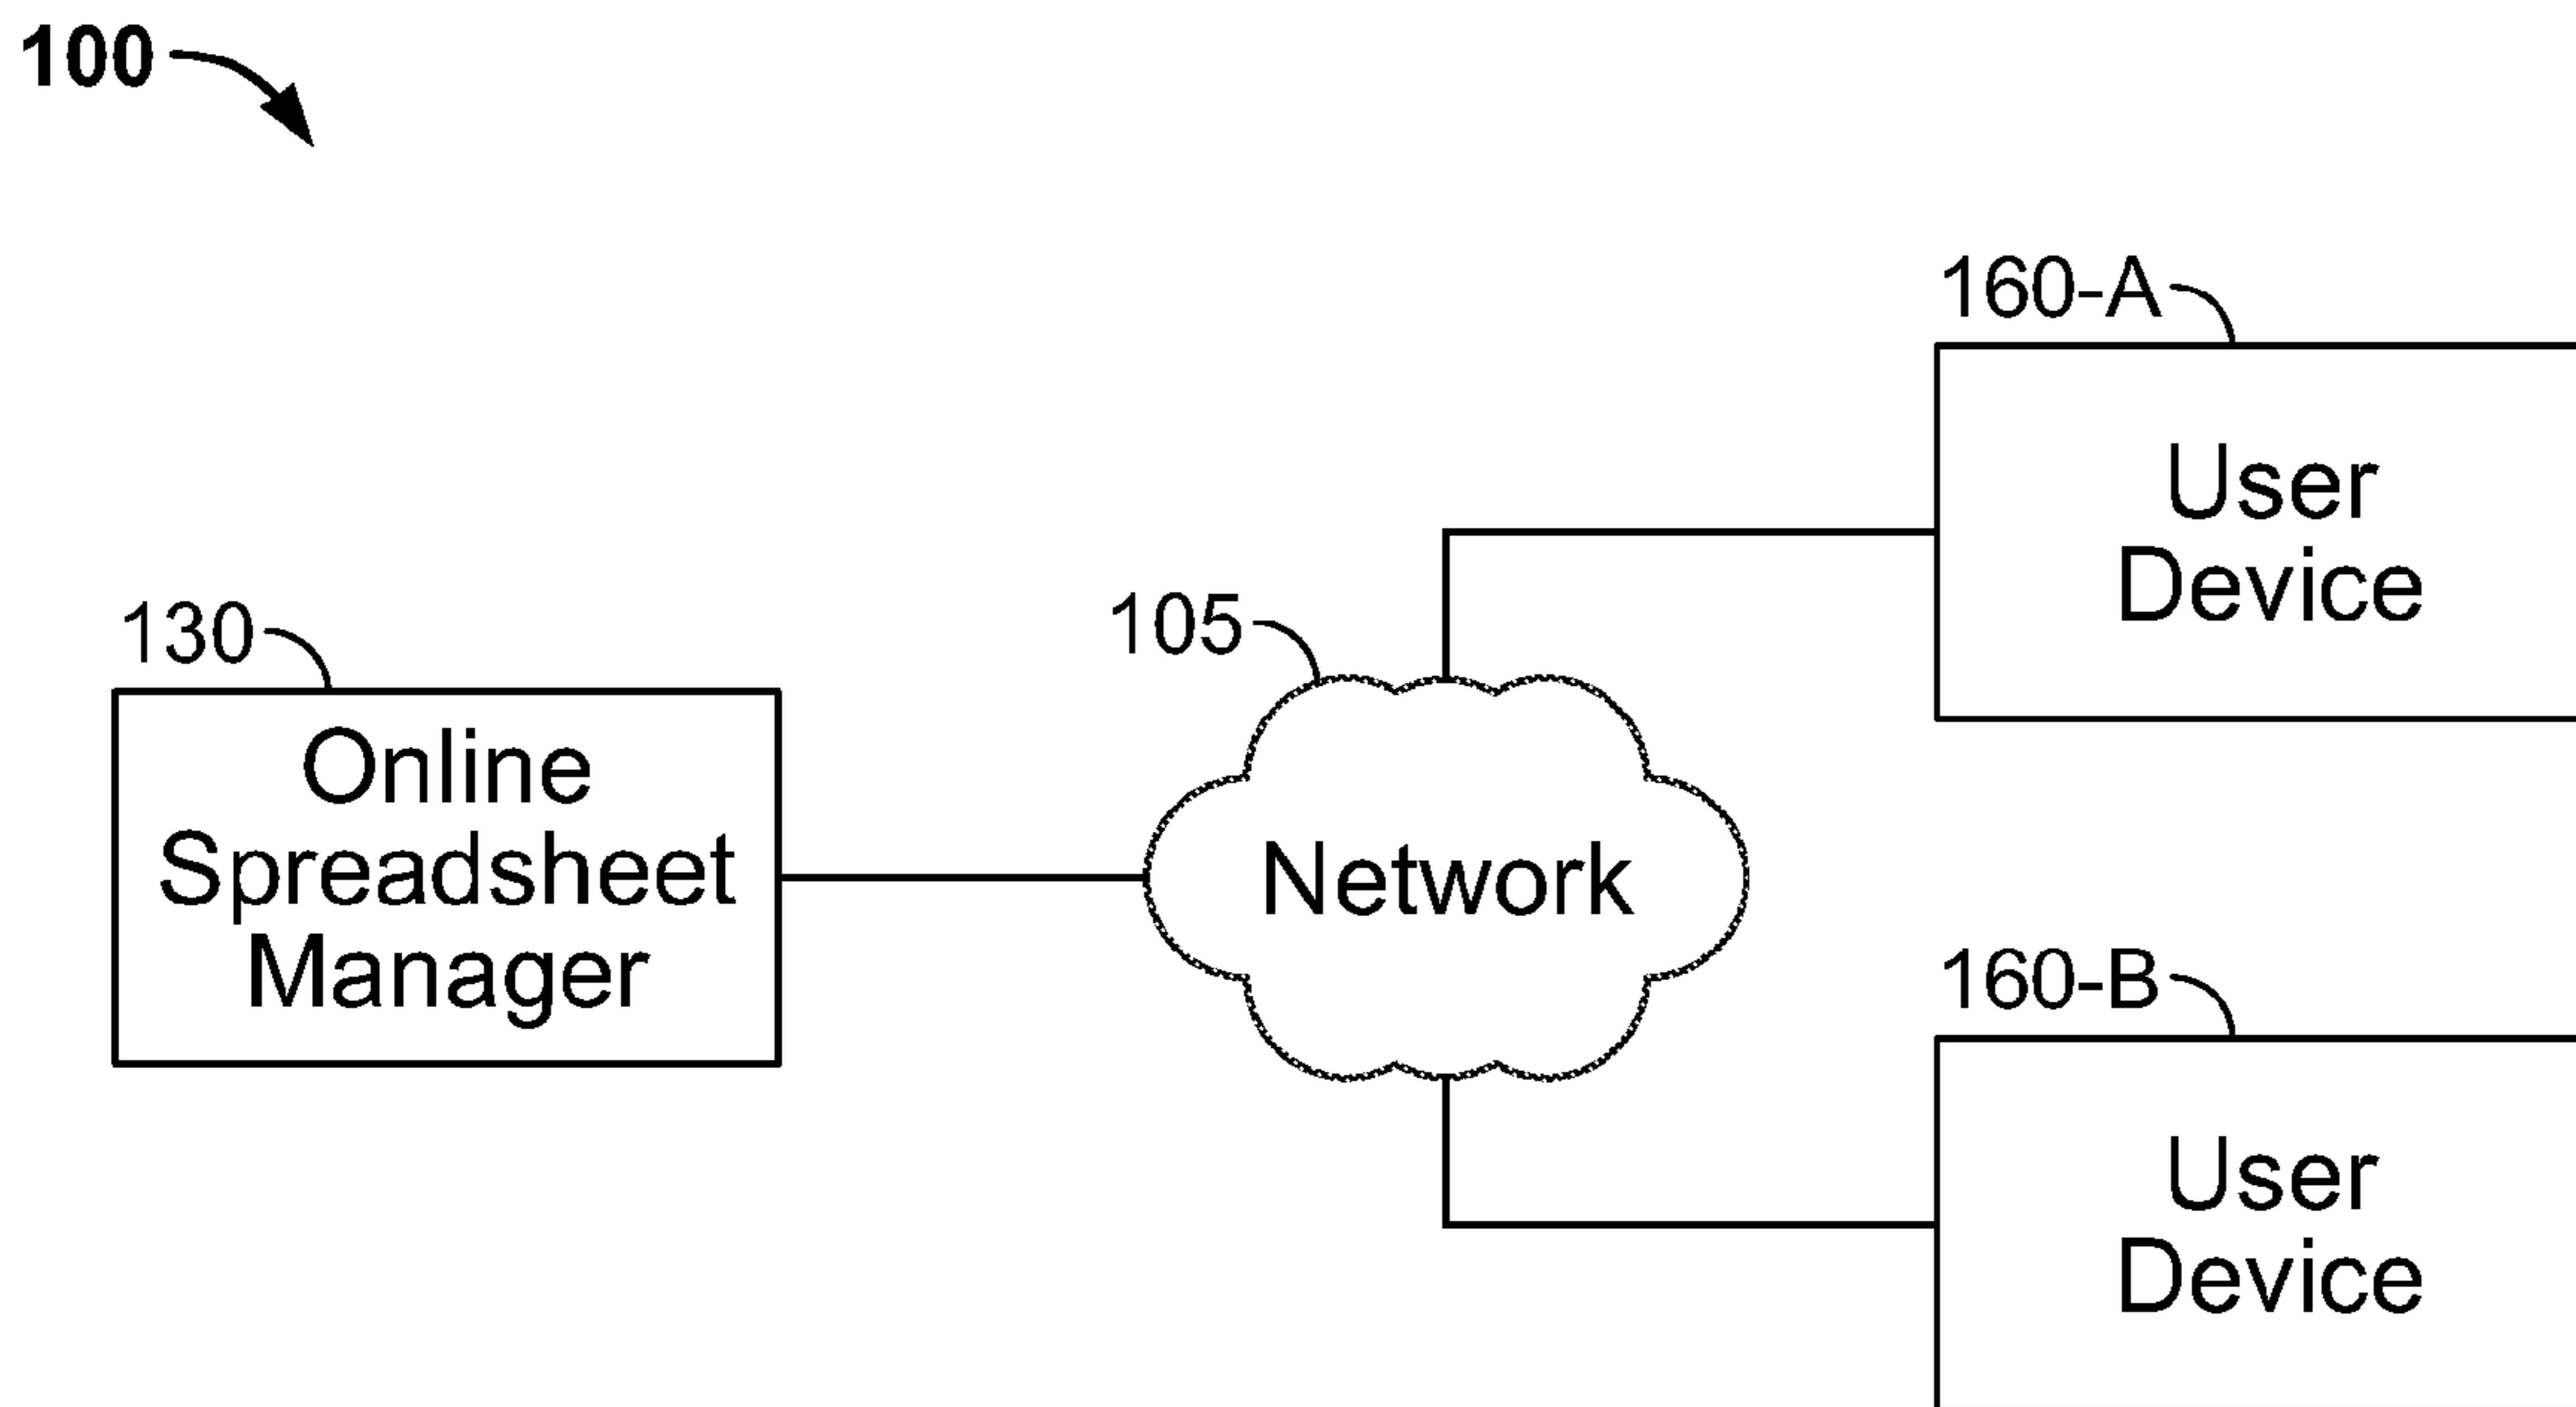 100
160-A
User
Device
130
Online
Spreadsheet
Manager
105
Network
160-B
User
Device